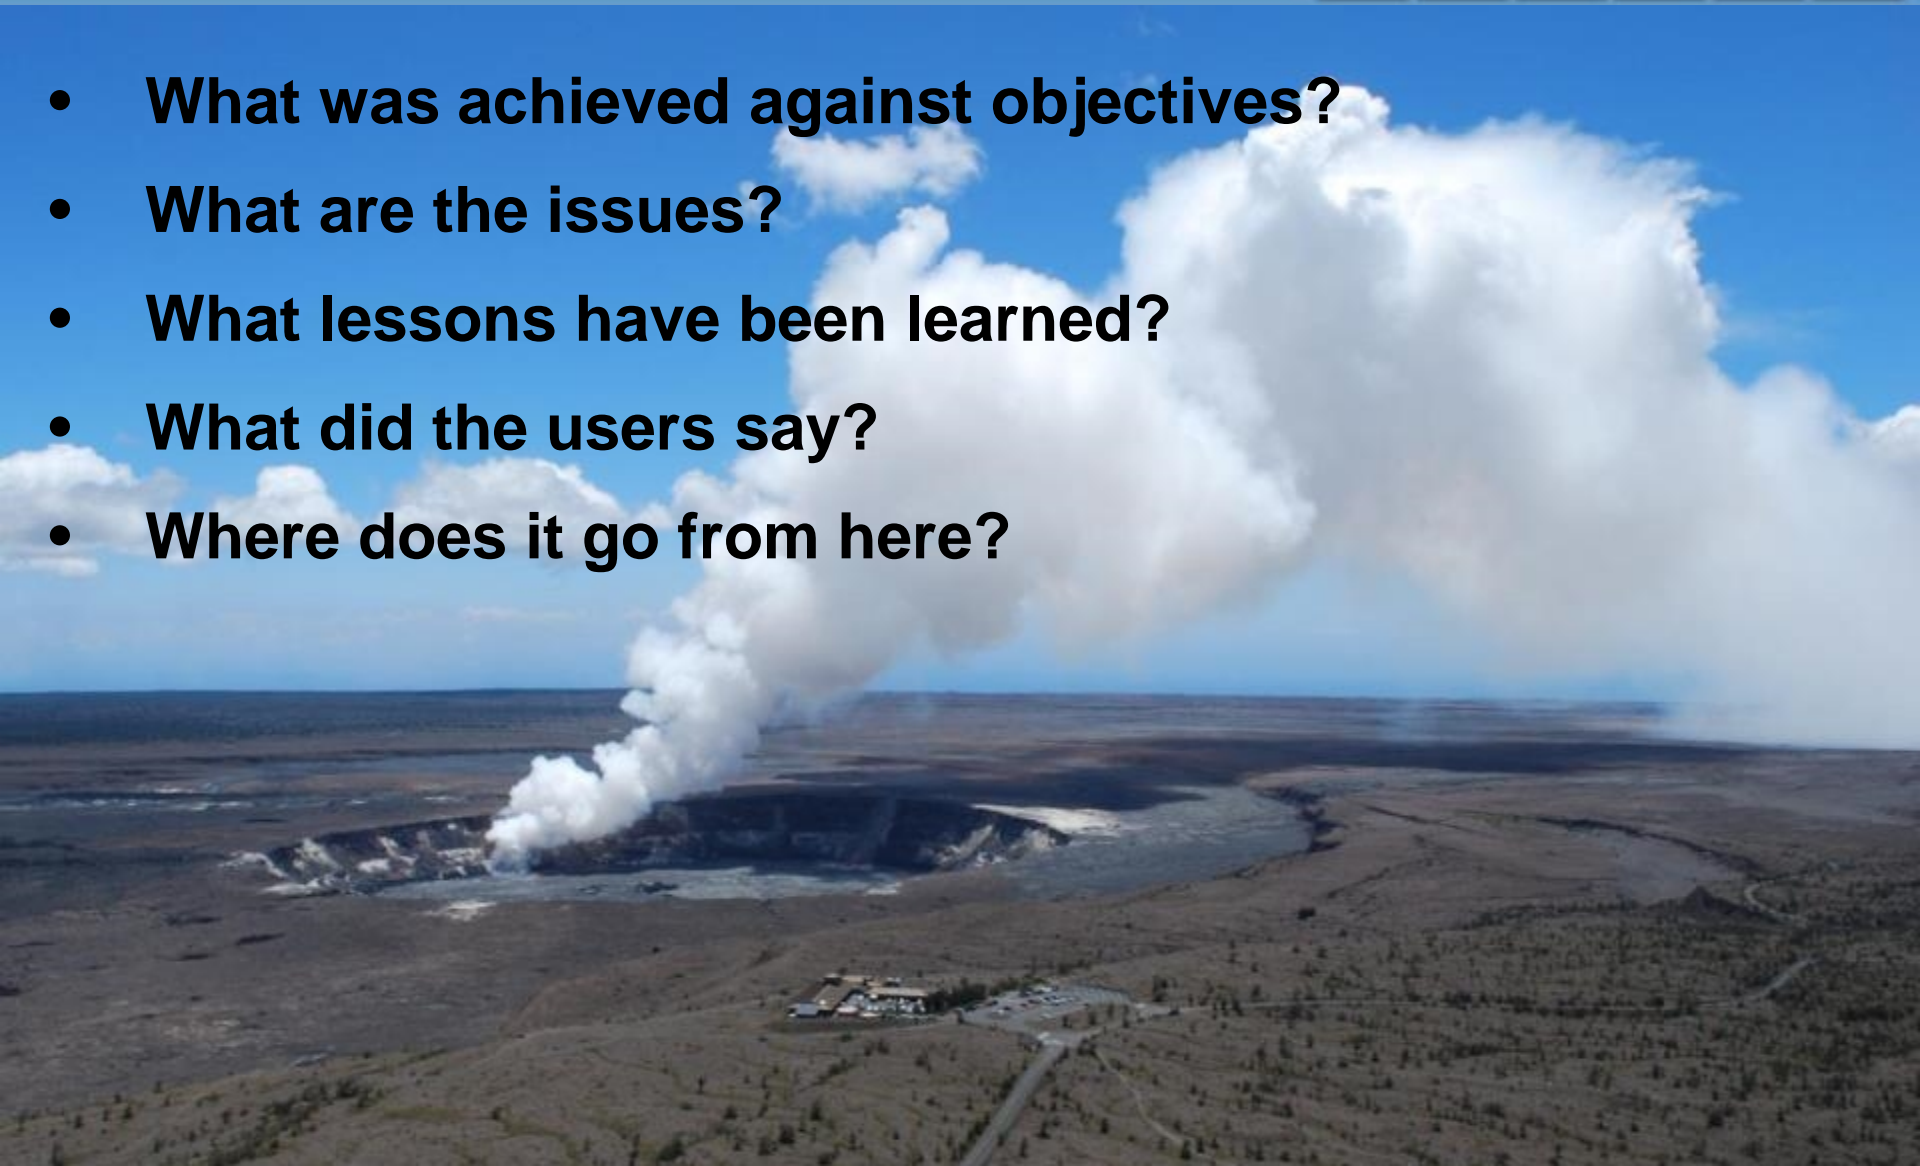 • What was achieved against objectives?
• What are the issues?
• What lessons have been learned?
• What did the users say?
• Where does it go from here?